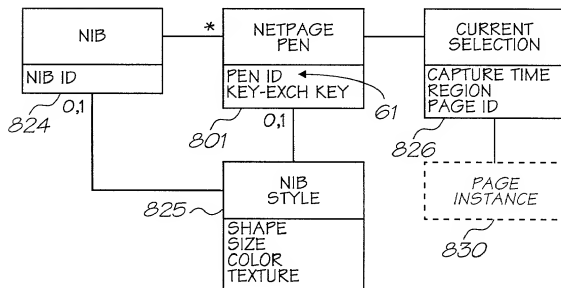 NIB
NIB ID
824
0,1
*
NETPAGE
PEN
PEN ID
KEY-EXCH KEY
61
801
0,1
CURRENT
SELECTION
CAPTURE TIME
REGION
PAGE ID
826
NIB
STYLE
825
SHAPE
SIZE
COLOR
TEXTURE
PAGE
INSTANCE
830